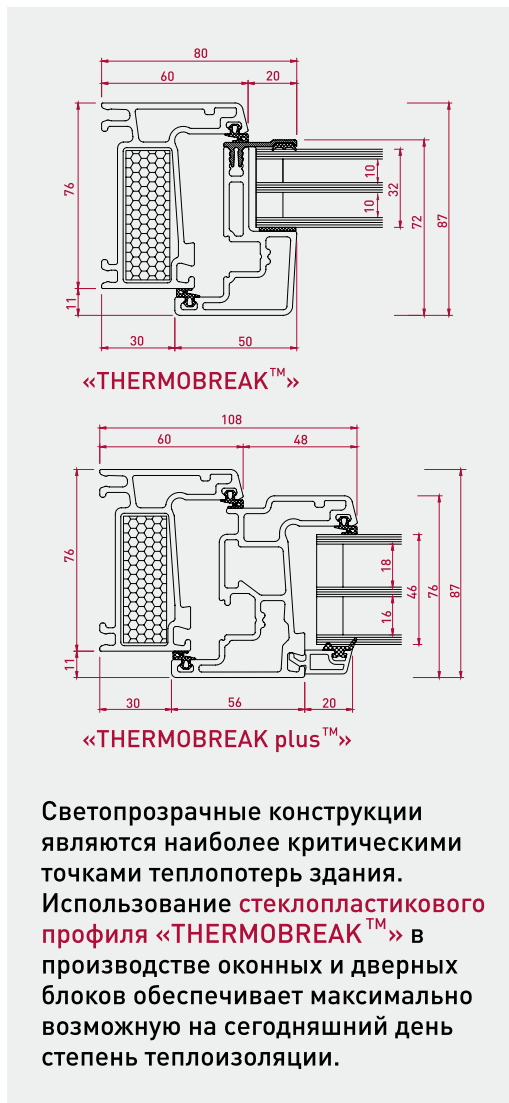 80
60 20
76
10
10
32
72
87
11
30 50
«THERMOBREAK™»
108
60 48
76
18
16
46
76
87
11
30 56 20
«THERMOBREAK plus™»
Светопрозрачные конструкции
являются наиболее критическими
точками теплопотерь здания.
Использование стеклопластикового
профиля «THERMOBREAK™» в
производстве оконных и дверных
блоков обеспечивает максимально
возможную на сегодняшний день
степень теплоизоляции.